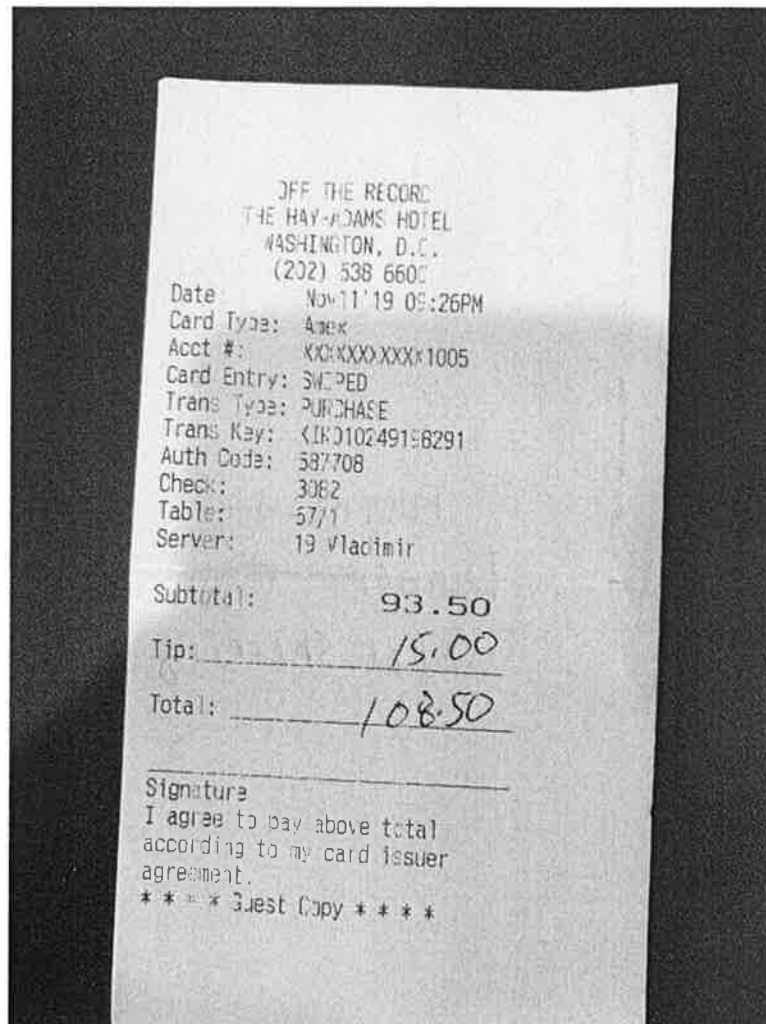 OFF THE RECORD
THE HAY-ADAMS HOTEL
WASHINGTON, D.C.
(202) 638 6600
Date Nov11'19 09:26PM
Card Type: Amex
Acct #: XXXXXXXXXXX1005
Card Entry: SWIPED
Trans Type: PURCHASE
Trans Key:
Auth Code: 587708
Check: 3082
Table: 57/1
Server: 19 Vladimir
Subtotal: 93.50
Tip: 15.00
Total: 108.50
Signature
I agree to pay above total
according to my card issuer
agreement.
* * * * Guest Copy * * * *